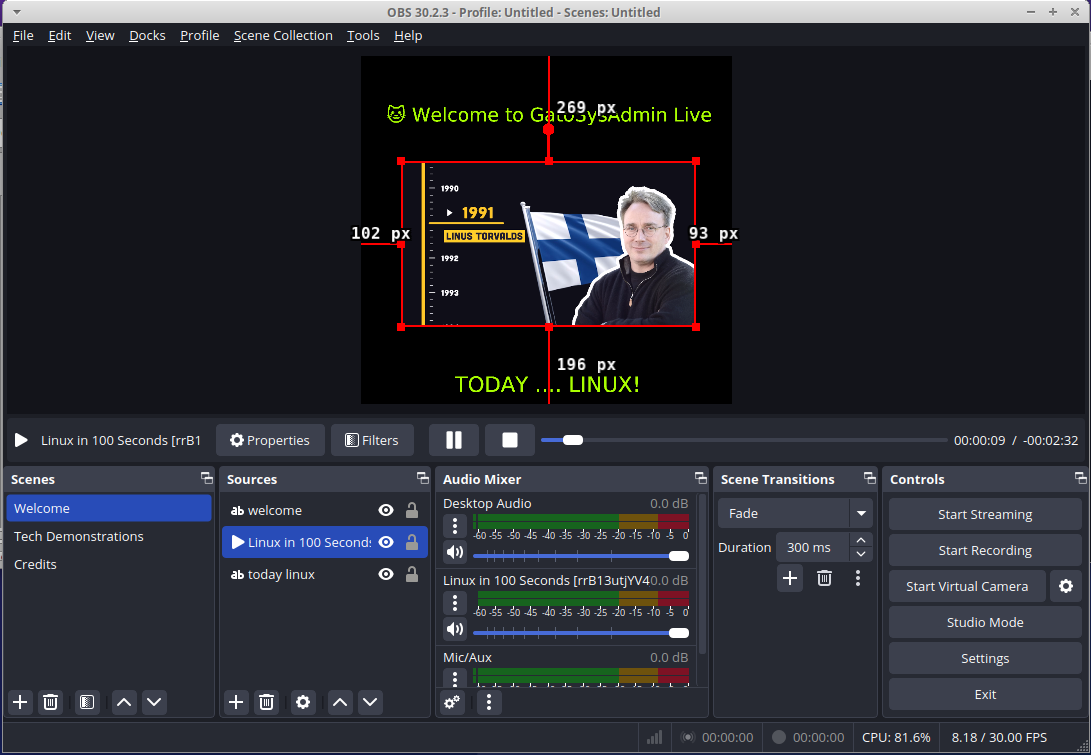 OBS 30.2.3 - Profile: Untitled - Scenes: Untitled
File Edit View Docks Profile Scene Collection Tools Help
269 px
🐱 Welcome to GatoSysAdmin Live
1990
1991
LINUS TORVALDS
1992
1993
102 px
93 px
196 px
TODAY .... LINUX!
Linux in 100 Seconds [rrB1
Properties
Filters
00:00:09 / -00:02:32
Scenes
Welcome
Tech Demonstrations
Credits
Sources
ab welcome
Linux in 100 Seconds
ab today linux
Audio Mixer
Desktop Audio 0.0 dB
-60 -55 -50 -45 -40 -35 -30 -25 -20 -15 -10 -5 0
Linux in 100 Seconds [rrB13utjYV4 0.0 dB
-60 -55 -50 -45 -40 -35 -30 -25 -20 -15 -10 -5 0
Mic/Aux 0.0 dB
Scene Transitions
Fade
Duration 300 ms
Controls
Start Streaming
Start Recording
Start Virtual Camera
Studio Mode
Settings
Exit
00:00:00
00:00:00
CPU: 81.6%
8.18 / 30.00 FPS